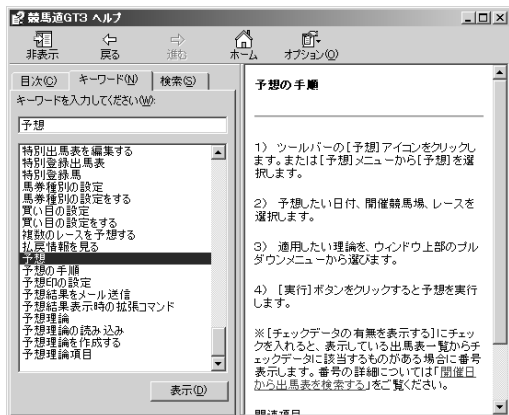 競馬道GT3 ヘルプ
非表示 戻る 進む ホーム オプション(O)
目次(C) キーワード(N) 検索(S)
キーワードを入力してください(W):
予想
特別出馬表を編集する
特別登録出馬表
特別登録馬
馬券種別の設定
馬券種別の設定をする
買い目の設定
買い目の設定をする
複数のレースを予想する
払戻情報を見る
予想
予想の手順
予想印の設定
予想結果をメール送信
予想結果表示時の拡張コマンド
予想理論
予想理論の読み込み
予想理論を作成する
予想理論項目
表示(D)
予想の手順
1) ツールバーの[予想]アイコンをクリックし
ます。または[予想]メニューから[予想]を選
択します。
2) 予想したい日付、開催競馬場、レースを
選択します。
3) 適用したい理論を、ウィンドウ上部のプル
ダウンメニューから選びます。
4) [実行]ボタンをクリックすると予想を実行
します。
※[チェックデータの有無を表示する]にチェッ
クを入れると、表示している出馬表一覧からチ
ェックデータに該当するものがある場合に番号
表示します。番号の詳細については「開催日
から出馬表を検索する」をご覧ください。
関連項目